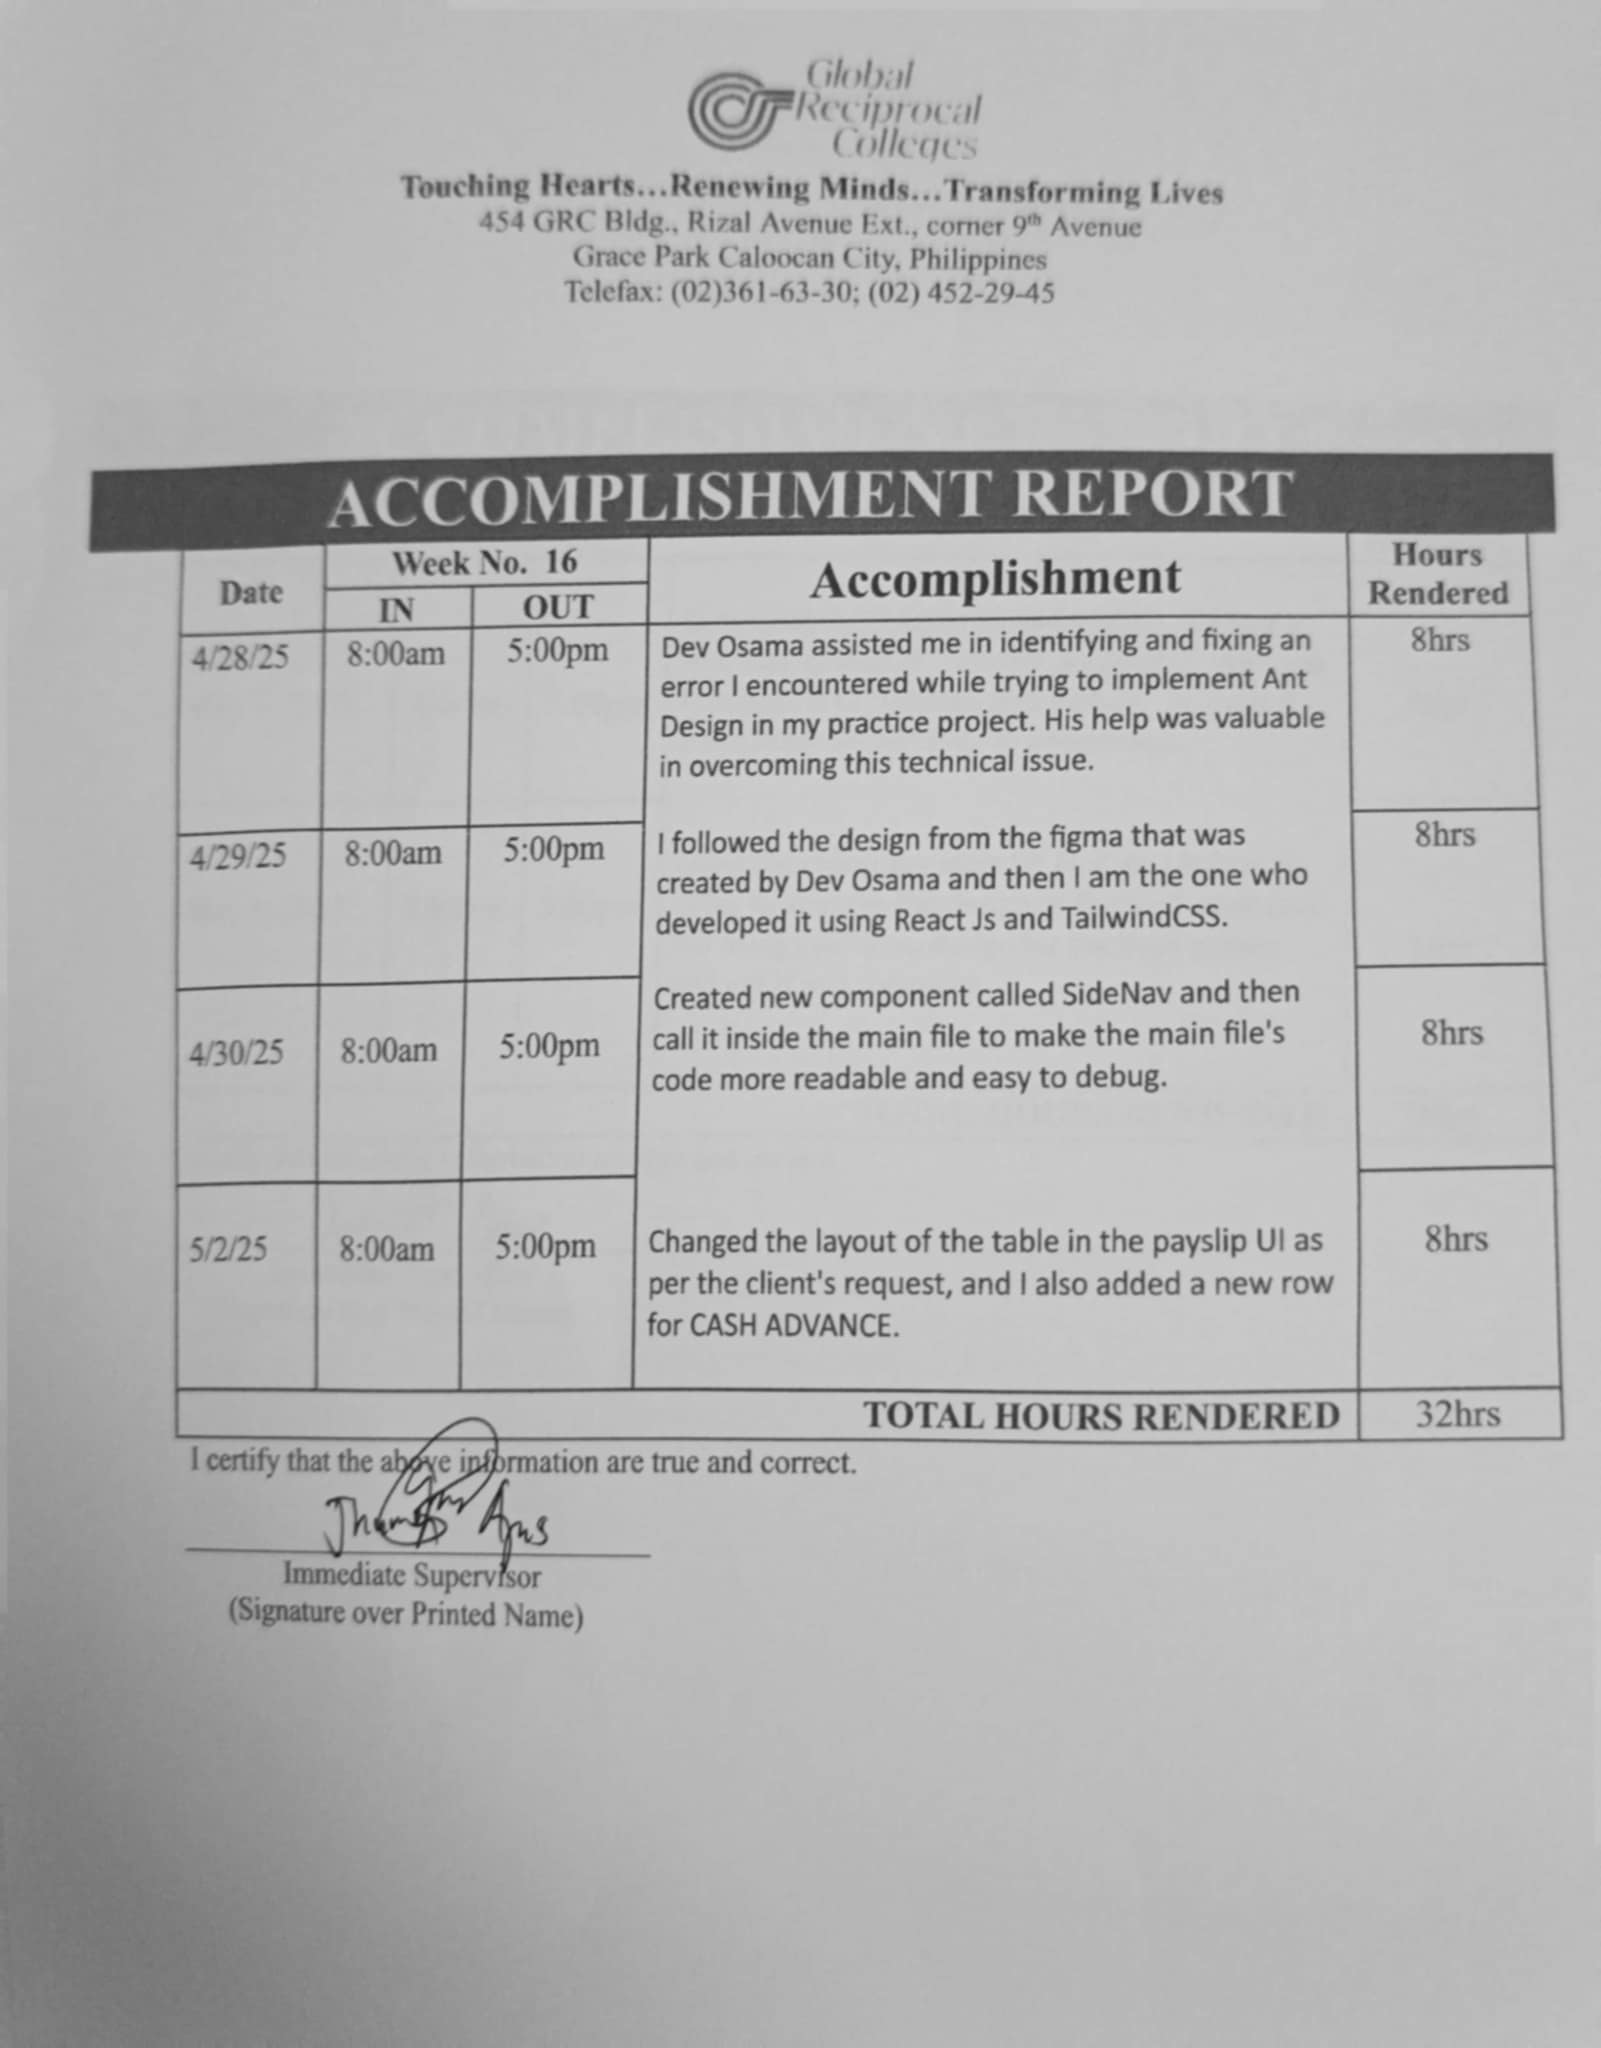 Global
Reciprocal
Colleges
Touching Hearts...Renewing Minds...Transforming Lives
454 GRC Bldg., Rizal Avenue Ext., corner 9th Avenue
Grace Park Caloocan City, Philippines
Telefax: (02)361-63-30; (02) 452-29-45
ACCOMPLISHMENT REPORT
Date
Week No. 16
IN OUT
Accomplishment
Hours
Rendered
4/28/25 8:00am 5:00pm
Dev Osama assisted me in identifying and fixing an
error I encountered while trying to implement Ant
Design in my practice project. His help was valuable
in overcoming this technical issue.
8hrs
4/29/25 8:00am 5:00pm
I followed the design from the figma that was
created by Dev Osama and then I am the one who
developed it using React Js and TailwindCSS.
8hrs
4/30/25 8:00am 5:00pm
Created new component called SideNav and then
call it inside the main file to make the main file's
code more readable and easy to debug.
8hrs
5/2/25 8:00am 5:00pm
Changed the layout of the table in the payslip UI as
per the client's request, and I also added a new row
for CASH ADVANCE.
8hrs
TOTAL HOURS RENDERED 32hrs
I certify that the above information are true and correct.
Immediate Supervisor
(Signature over Printed Name)